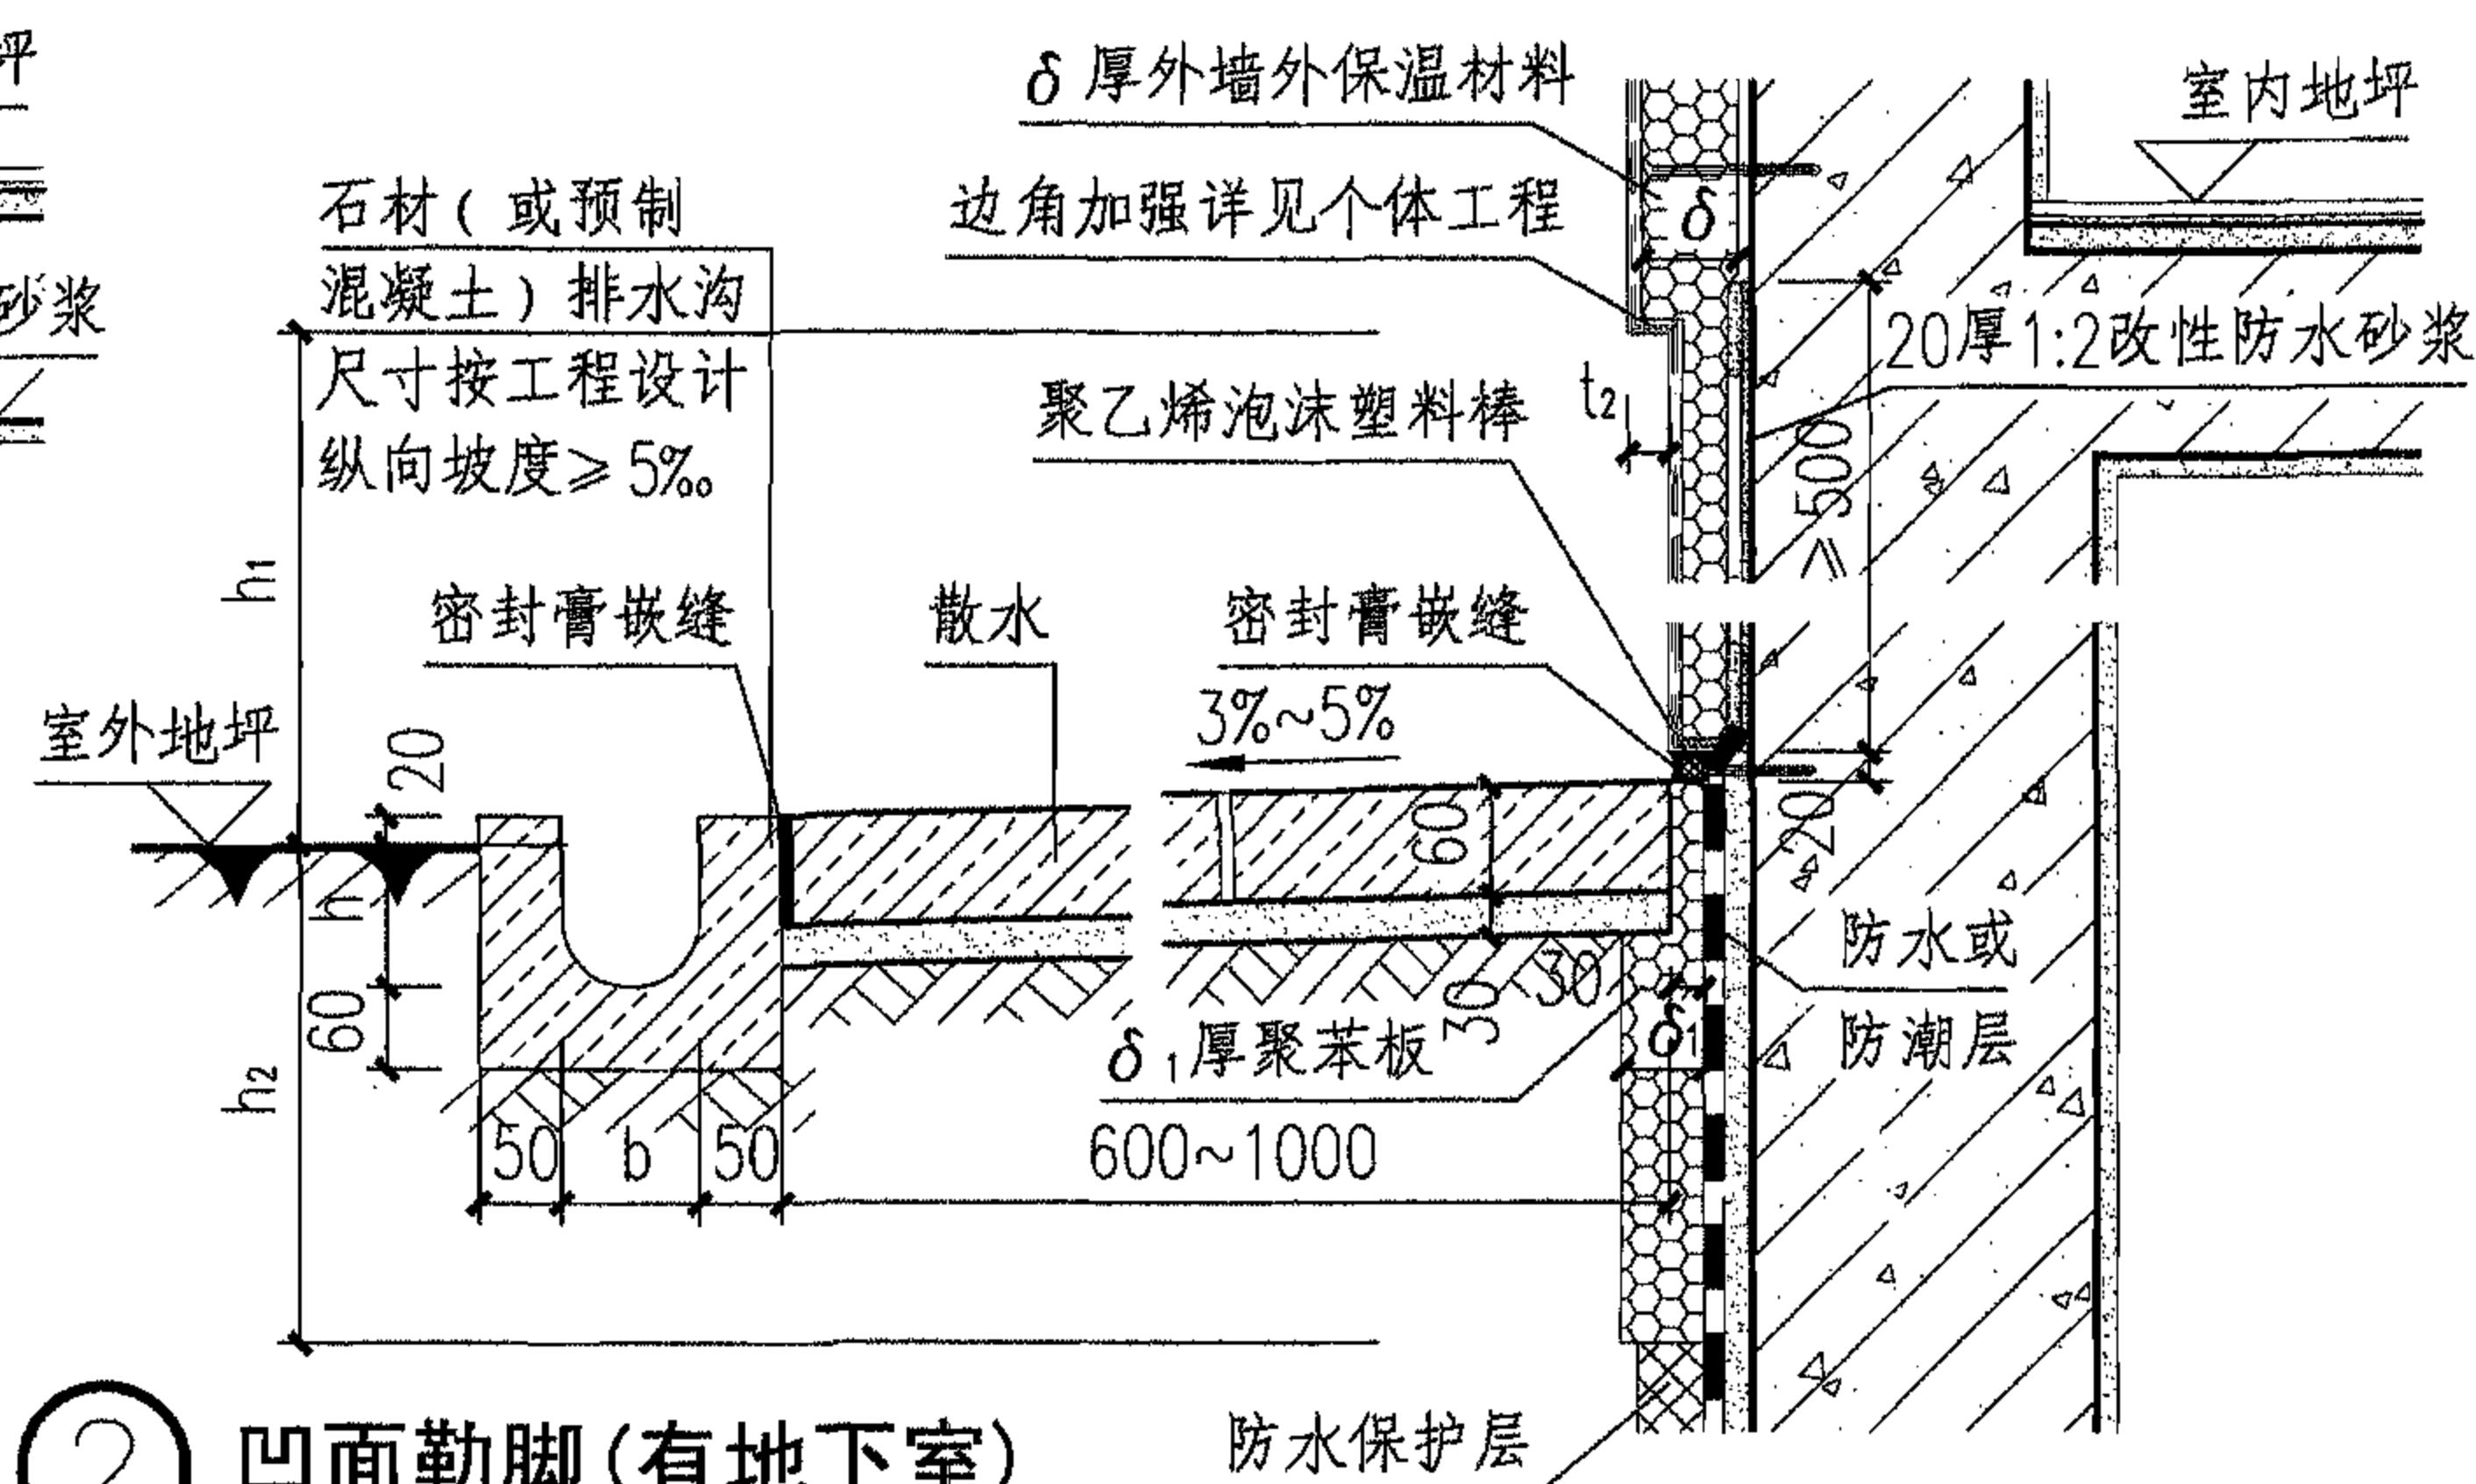 坪
砂浆
δ厚外墙外保温材料
室内地坪
石材(或预制
混凝土)排水沟
尺寸按工程设计
纵向坡度≥5‰
边角加强详见个体工程
δ
20厚1:2改性防水砂浆
t2
聚乙烯泡沫塑料棒
≥500
h1
密封膏嵌缝
散水
密封膏嵌缝
3%~5%
室外地坪
20
60
20
h
防水或
防潮层
30
30
60
δ1厚聚苯板
δ1
h2
50
b
50
600~1000
2
凹面勒脚(有地下室)
防水保护层